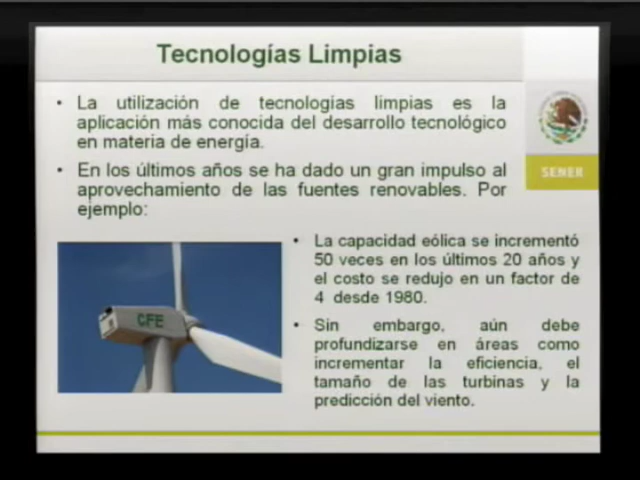 Tecnologías Limpias
• La utilización de tecnologías limpias es la
aplicación más conocida del desarrollo tecnológico
en materia de energía.
SENER
• En los últimos años se ha dado un gran impulso al
aprovechamiento de las fuentes renovables. Por
ejemplo:
CFE
• La capacidad eólica se incrementó
50 veces en los últimos 20 años y
el costo se redujo en un factor de
4 desde 1980.
• Sin embargo, aún debe
profundizarse en áreas como
incrementar la eficiencia, el
tamaño de las turbinas y la
predicción del viento.